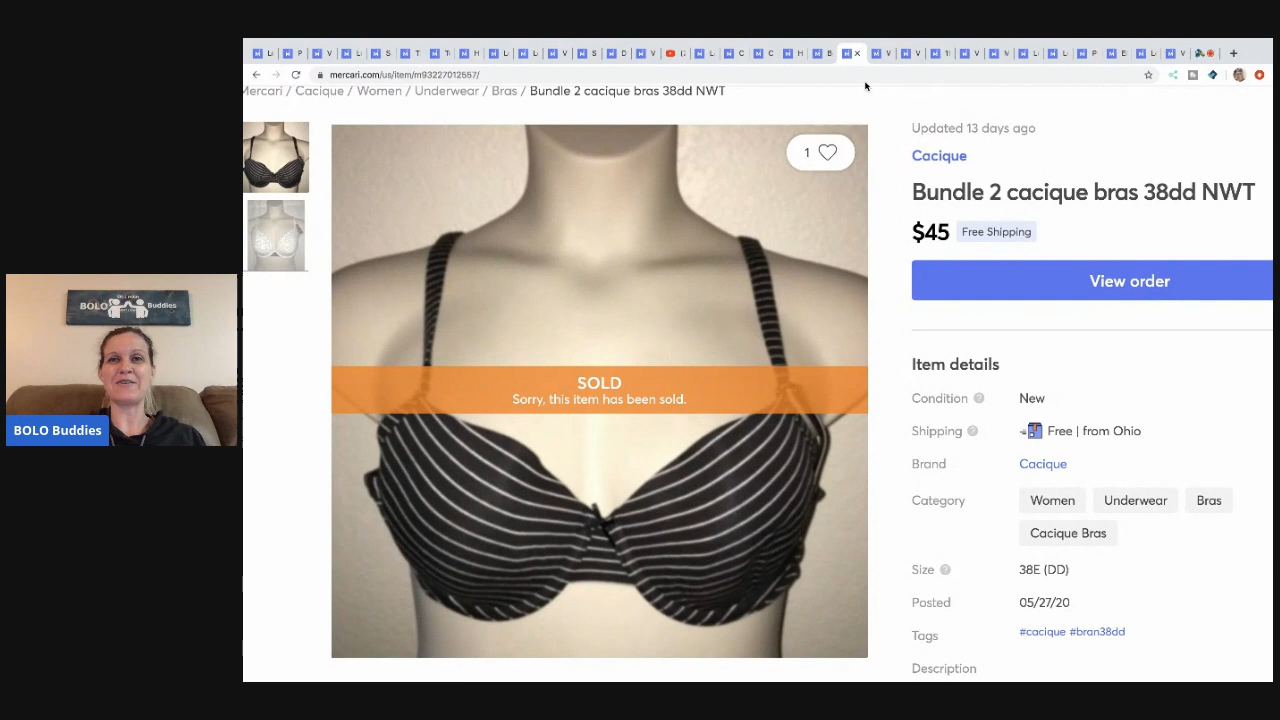 mercari.com/us/item/m93227012557/
Mercari / Cacique / Women / Underwear / Bras / Bundle 2 cacique bras 38dd NWT
1
SOLD
Sorry, this item has been sold.
Updated 13 days ago
Cacique
Bundle 2 cacique bras 38dd NWT
$45 Free Shipping
View order
Item details
Condition New
Shipping Free | from Ohio
Brand Cacique
Category Women Underwear Bras
Cacique Bras
Size 38E (DD)
Posted 05/27/20
Tags #cacique #bran38dd
Description
BOLO Buddies
BOLO Buddies